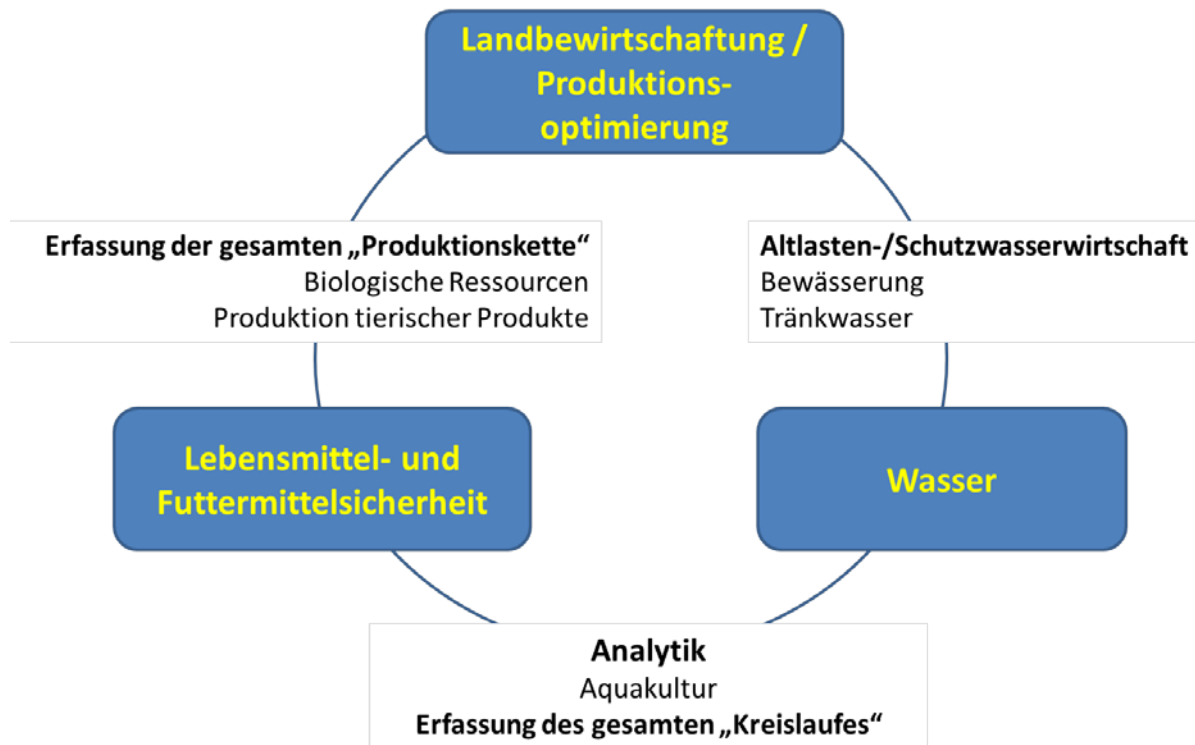 Landbewirtschaftung /
Produktions-
optimierung
Erfassung der gesamten „Produktionskette“
Biologische Ressourcen
Produktion tierischer Produkte
Altlasten-/Schutzwasserwirtschaft
Bewässerung
Tränkwasser
Lebensmittel- und
Futtermittelsicherheit
Wasser
Analytik
Aquakultur
Erfassung des gesamten „Kreislaufes“